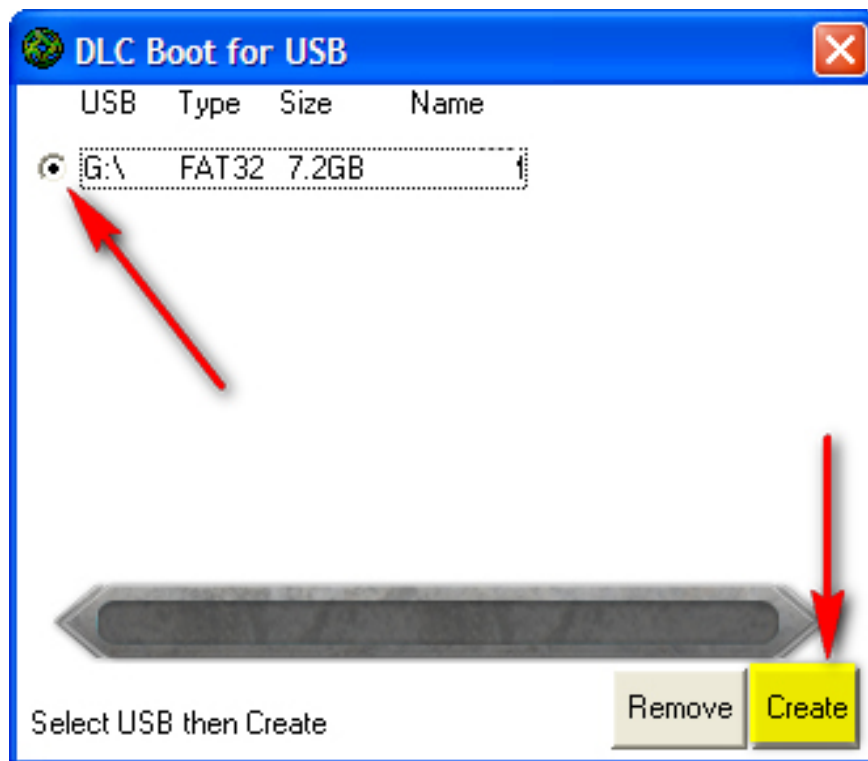 DLC Boot for USB
USB Type Size Name
G:\ FAT32 7.2GB
Select USB then Create
Remove Create